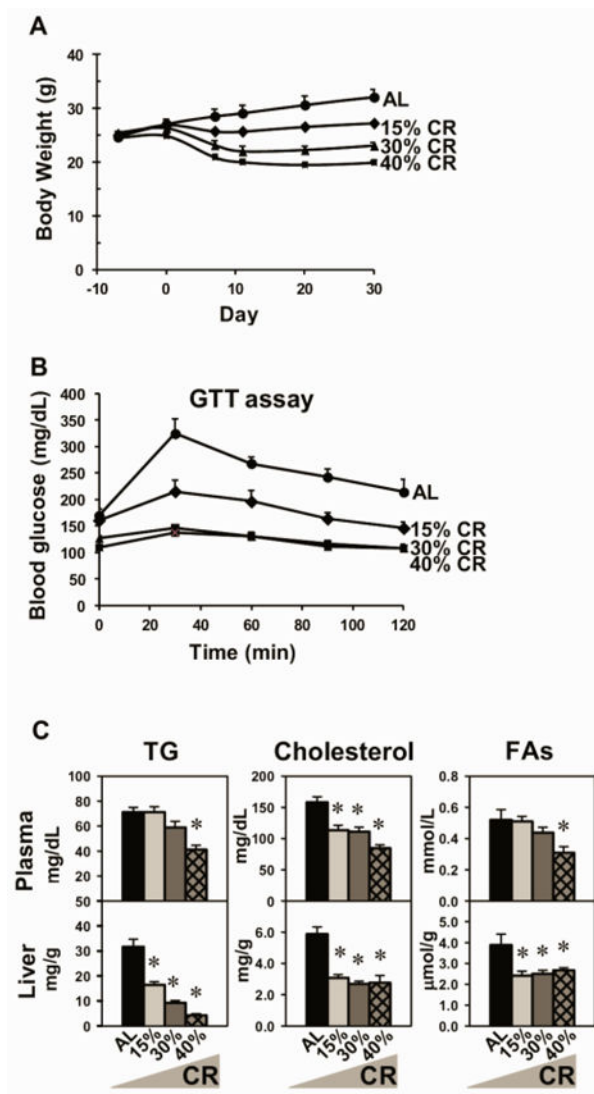 A
Body Weight (g)
40
30
20
10
0
-10 0 10 20 30
Day
AL
15% CR
30% CR
40% CR
B
GTT assay
Blood glucose (mg/dL)
400
350
300
250
200
150
100
50
0
0 20 40 60 80 100 120
Time (min)
AL
15% CR
30% CR
40% CR
C
TG Cholesterol FAs
Plasma
mg/dL
100
80
60
40
20
50
*
mg/dL
200
150
100
50
0
* * *
mmol/L
0.8
0.6
0.4
0.2
0.0
*
Liver
mg/g
40
30
20
10
0
* * *
mg/g
6.0
4.0
2.0
0.0
* * *
µmol/g
5.0
4.0
3.0
2.0
1.0
0.0
* * *
AL 15% 30% 40%
CR
AL 15% 30% 40%
CR
AL 15% 30% 40%
CR